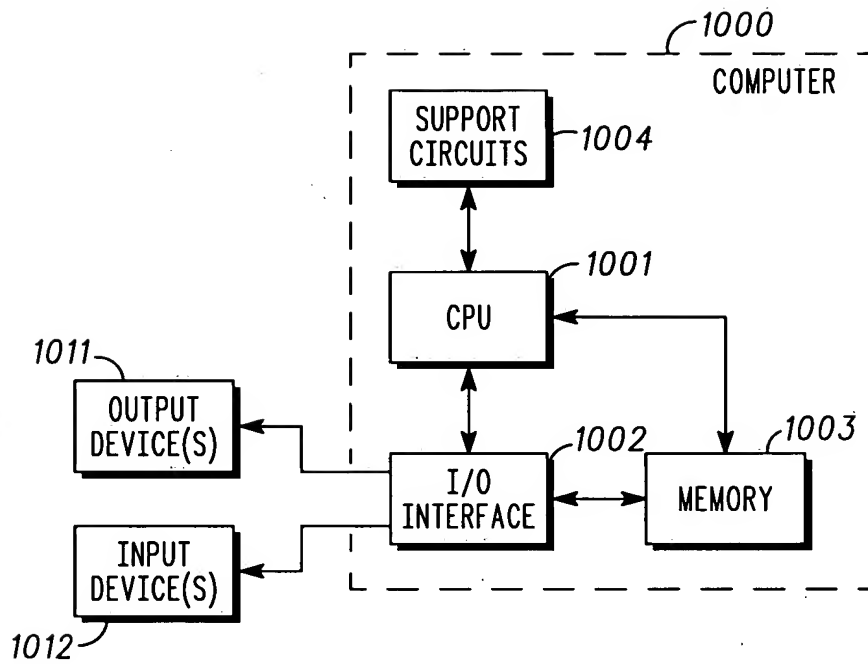 1000
COMPUTER
SUPPORT
CIRCUITS
1004
1001
CPU
1011
OUTPUT
DEVICE(S)
1002
I/O
INTERFACE
1003
MEMORY
INPUT
DEVICE(S)
1012